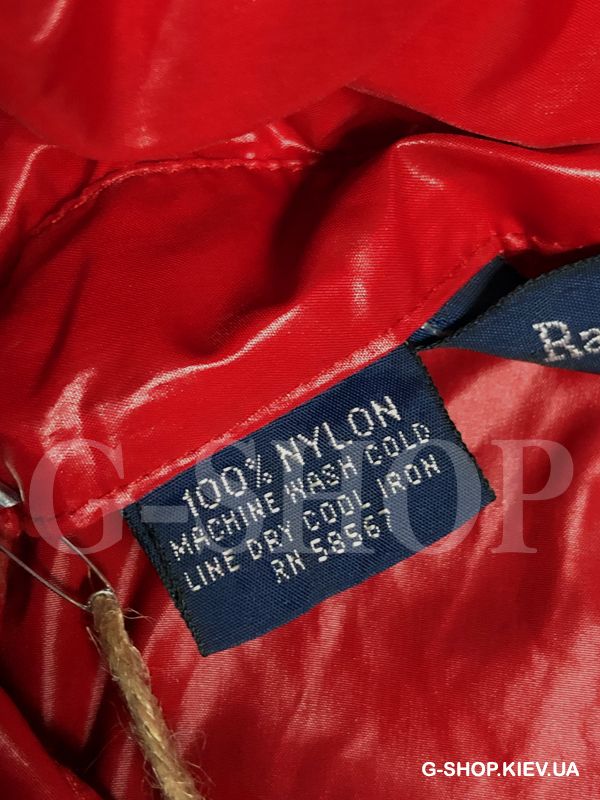 Ra
100% NYLON
MACHINE WASH COLD
LINE DRY COOL IRON
RN 58567
G-SHOP
G-SHOP.KIEV.UA